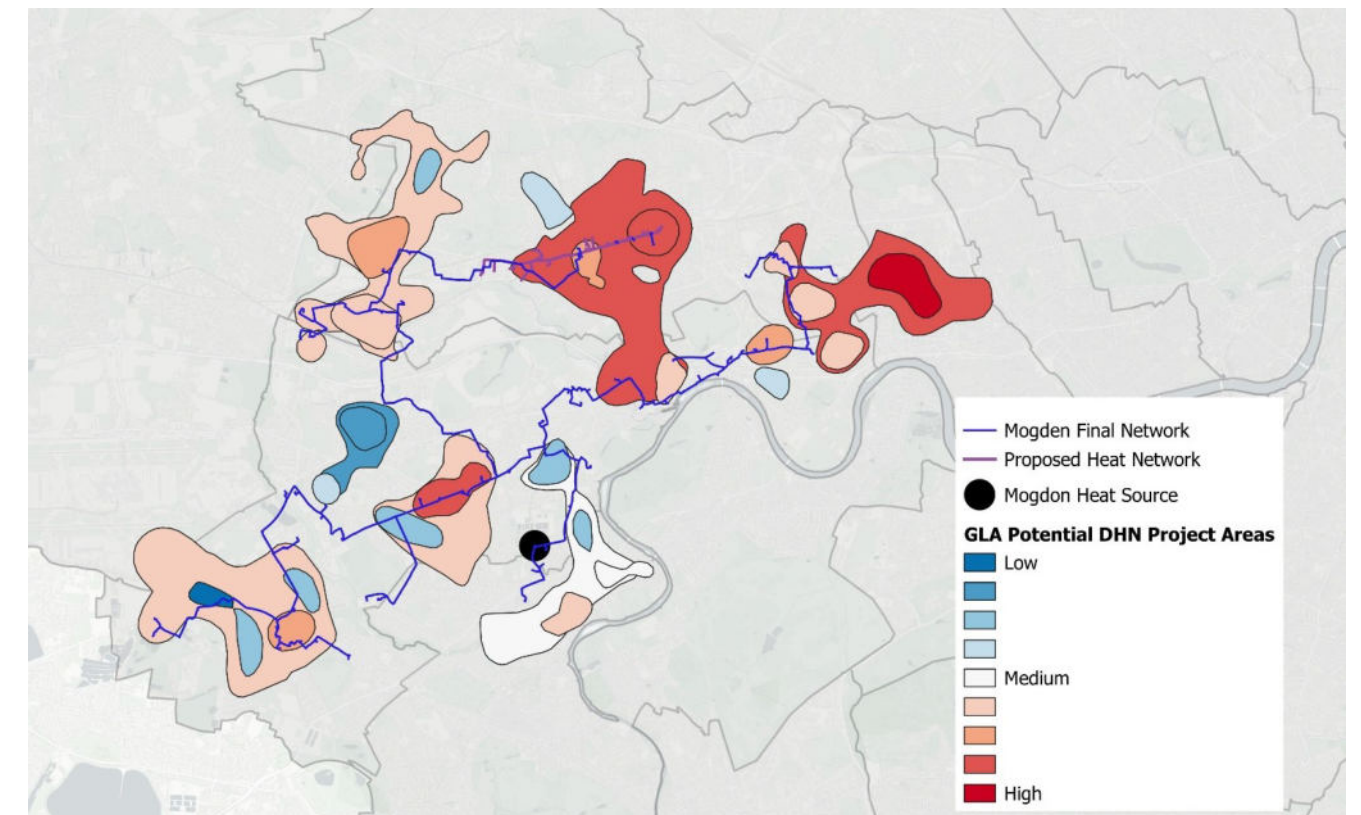 Mogden Final Network
Proposed Heat Network
Mogdon Heat Source
GLA Potential DHN Project Areas
Low
Medium
High